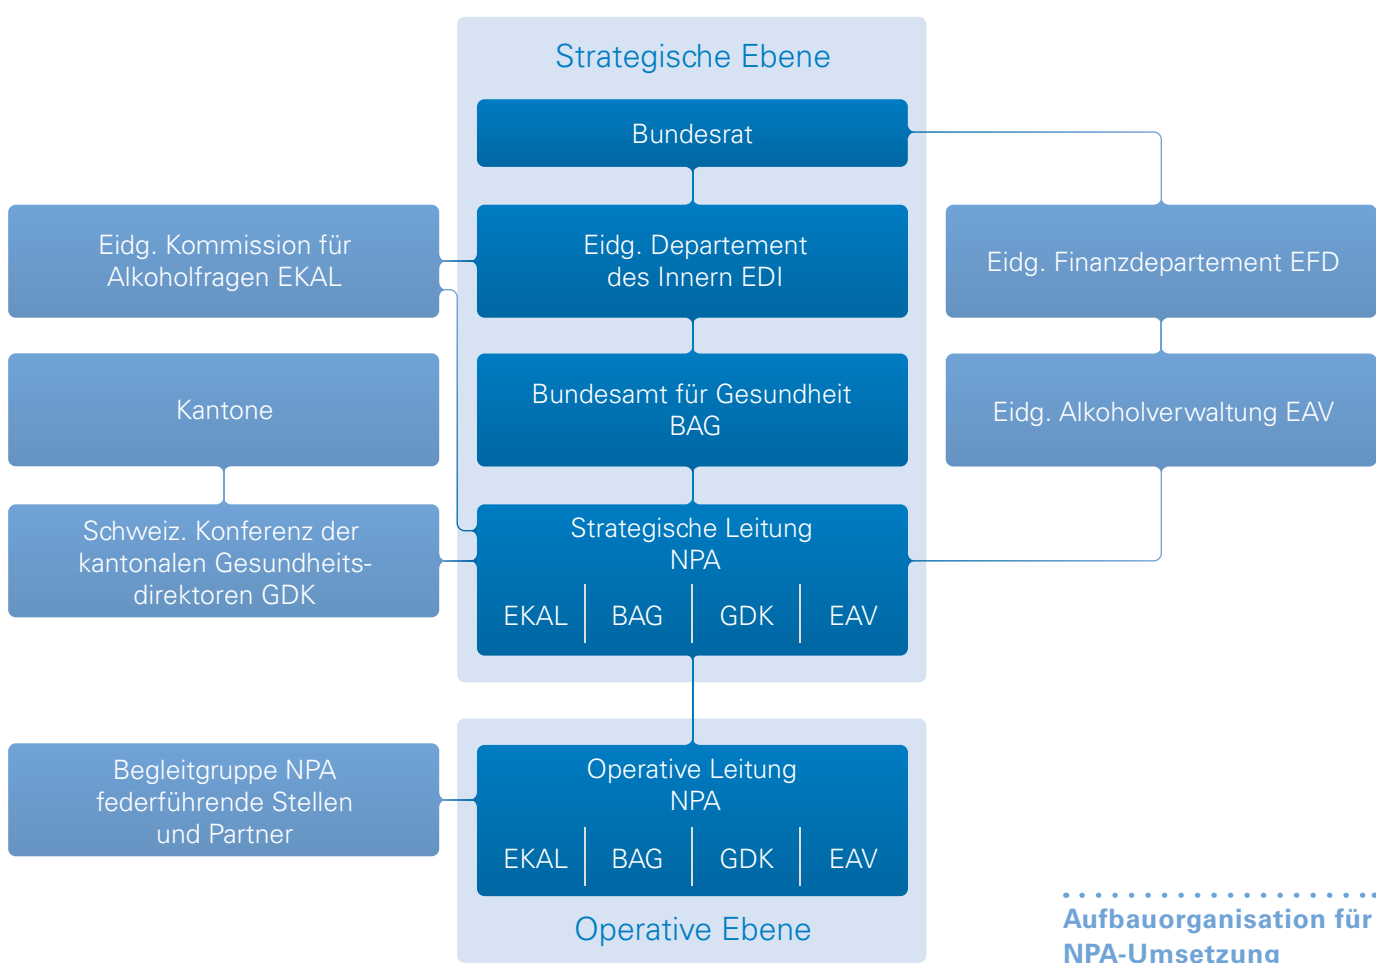 Strategische Ebene
Bundesrat
Eidg. Kommission für
Alkoholfragen EKAL
Eidg. Departement
des Innern EDI
Eidg. Finanzdepartement EFD
Kantone
Bundesamt für Gesundheit
BAG
Eidg. Alkoholverwaltung EAV
Schweiz. Konferenz der
kantonalen Gesundheits-
direktoren GDK
Strategische Leitung
NPA
EKAL BAG GDK EAV
Begleitgruppe NPA
federführende Stellen
und Partner
Operative Leitung
NPA
EKAL BAG GDK EAV
Operative Ebene
Aufbauorganisation für
NPA-Umsetzung